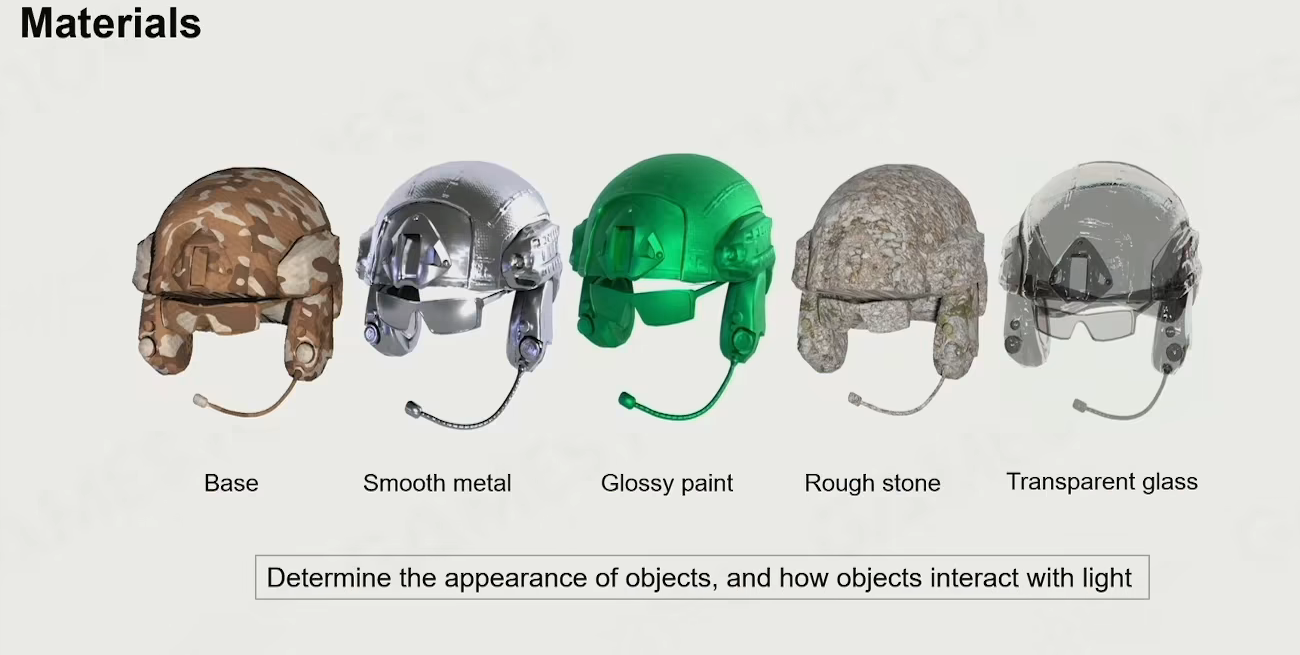 Materials
Base
Smooth metal
Glossy paint
Rough stone
Transparent glass
Determine the appearance of objects, and how objects interact with light